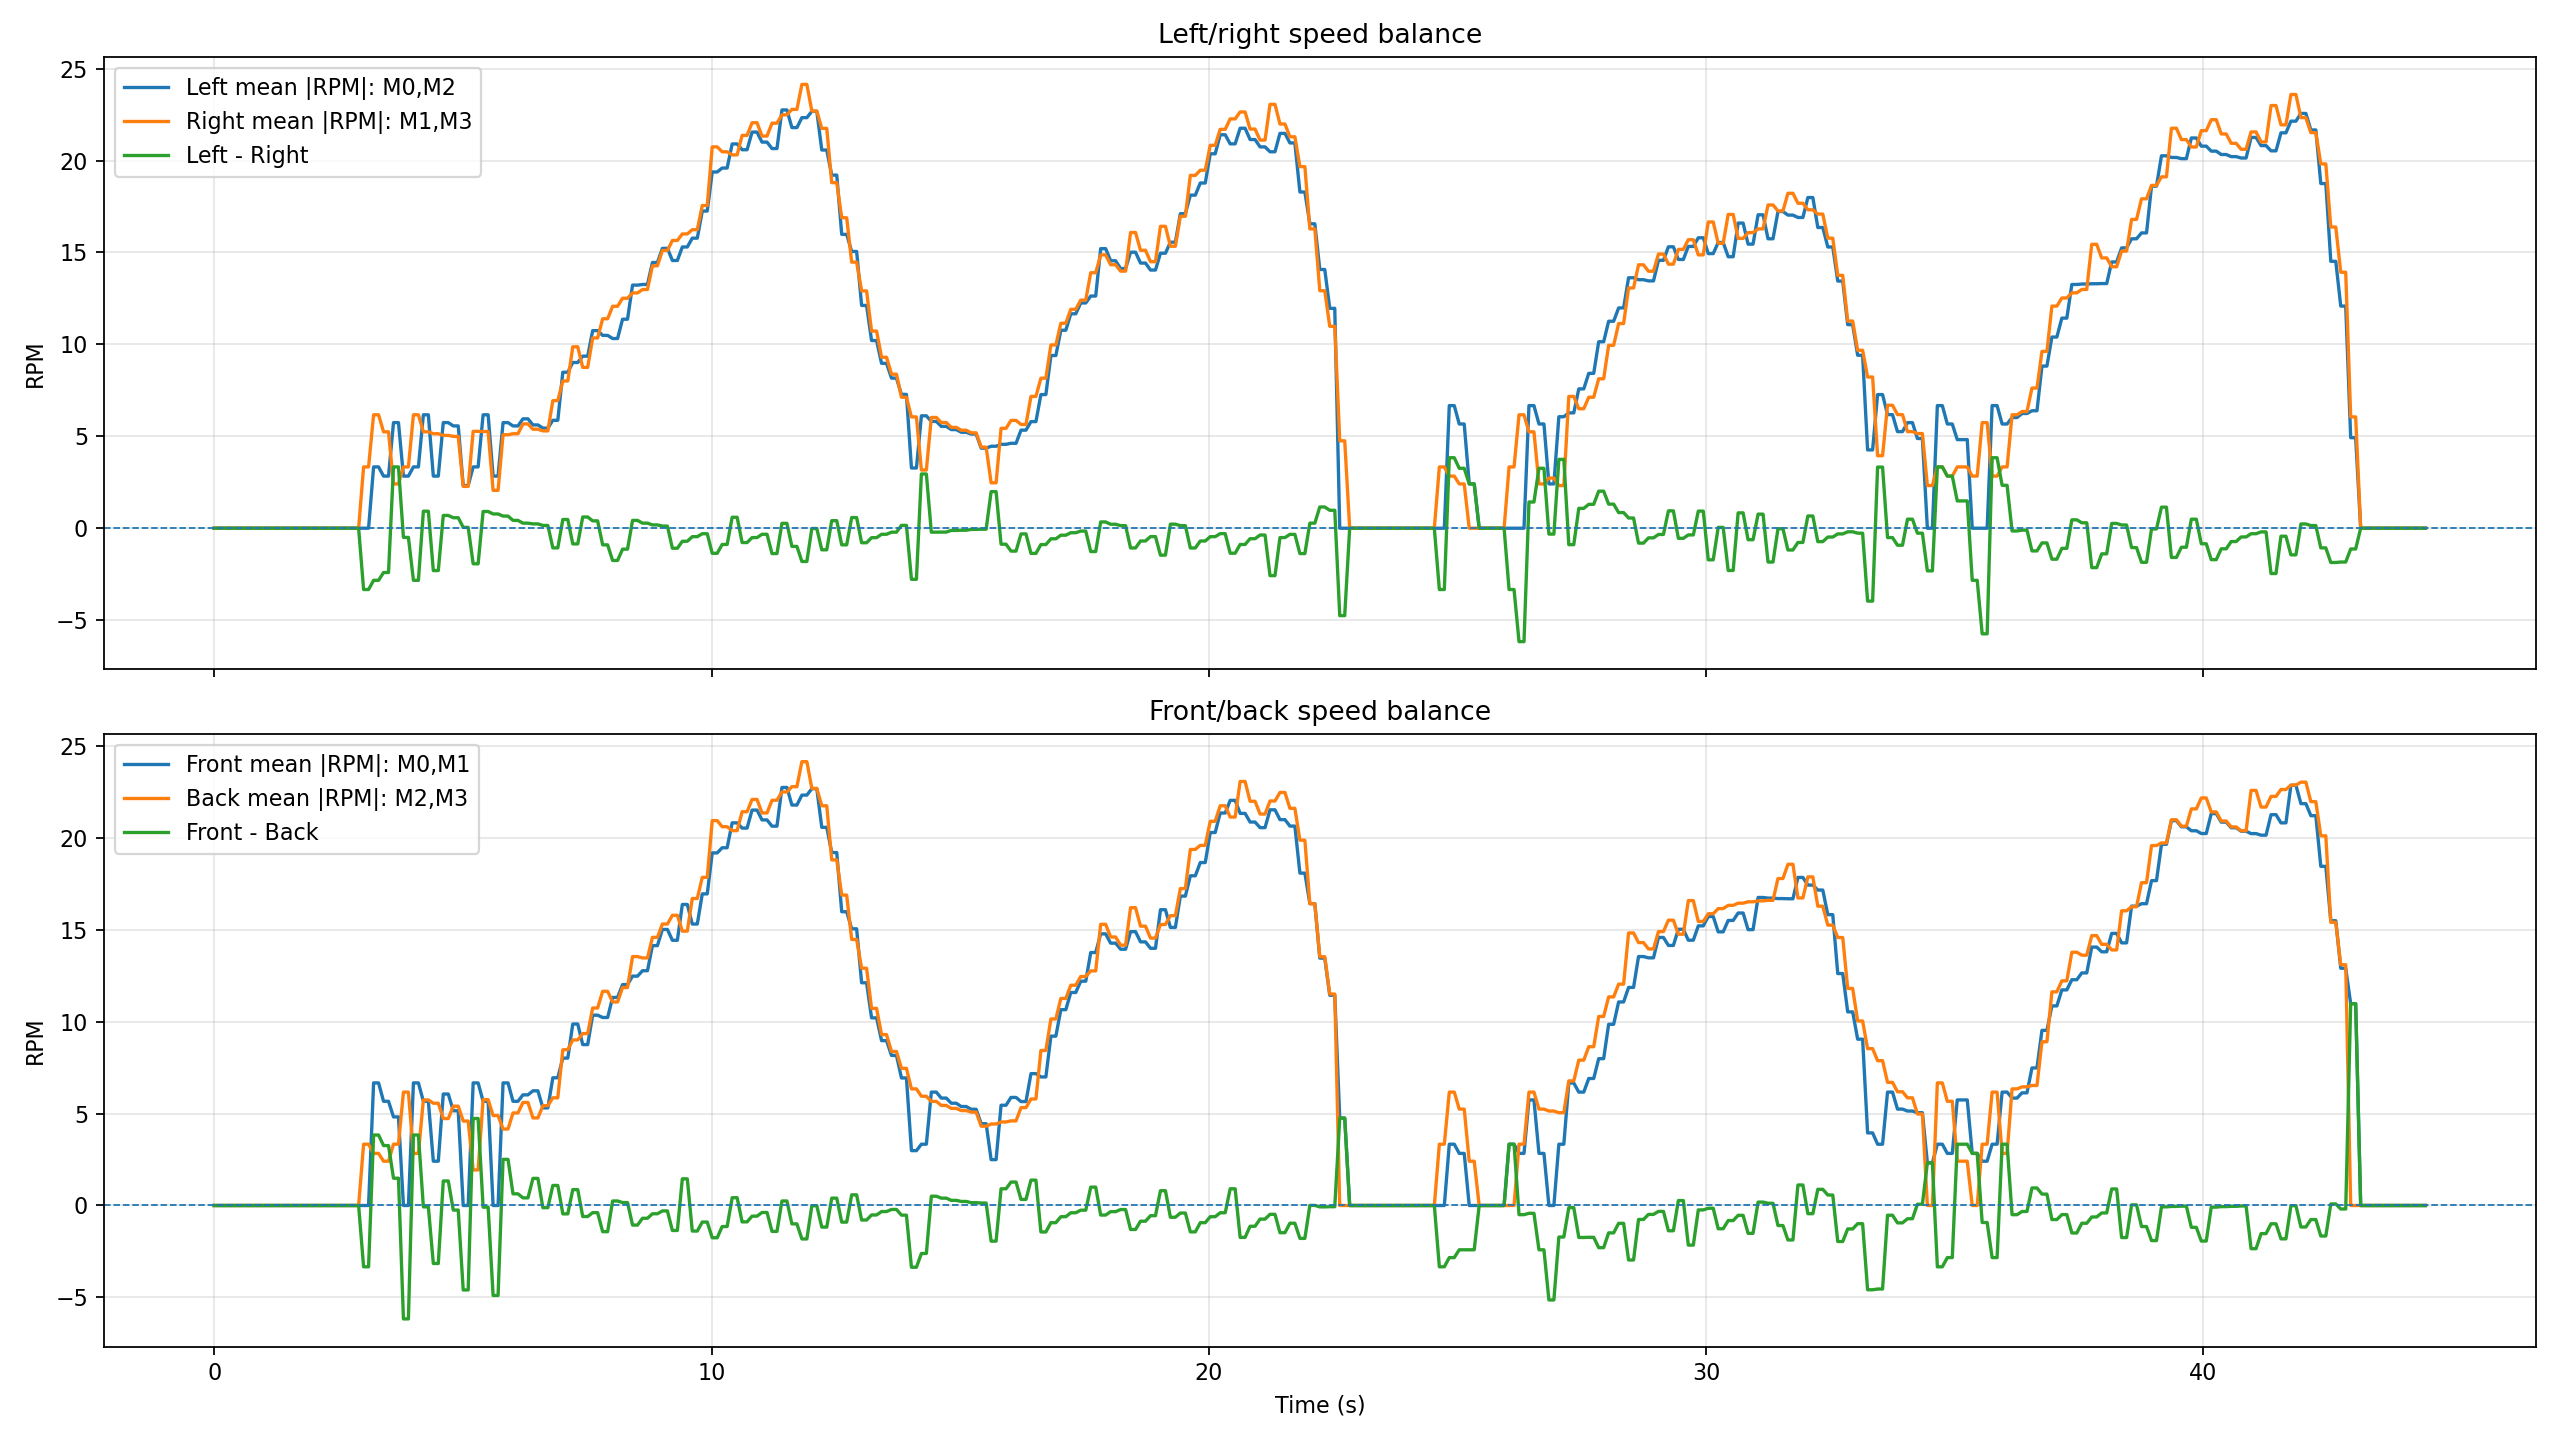 Left/right speed balance
25
20
15
10
5
0
−5
RPM
Left mean |RPM|: M0,M2
Right mean |RPM|: M1,M3
Left - Right
Front/back speed balance
25
20
15
10
5
0
−5
RPM
Front mean |RPM|: M0,M1
Back mean |RPM|: M2,M3
Front - Back
0 10 20 30 40
Time (s)